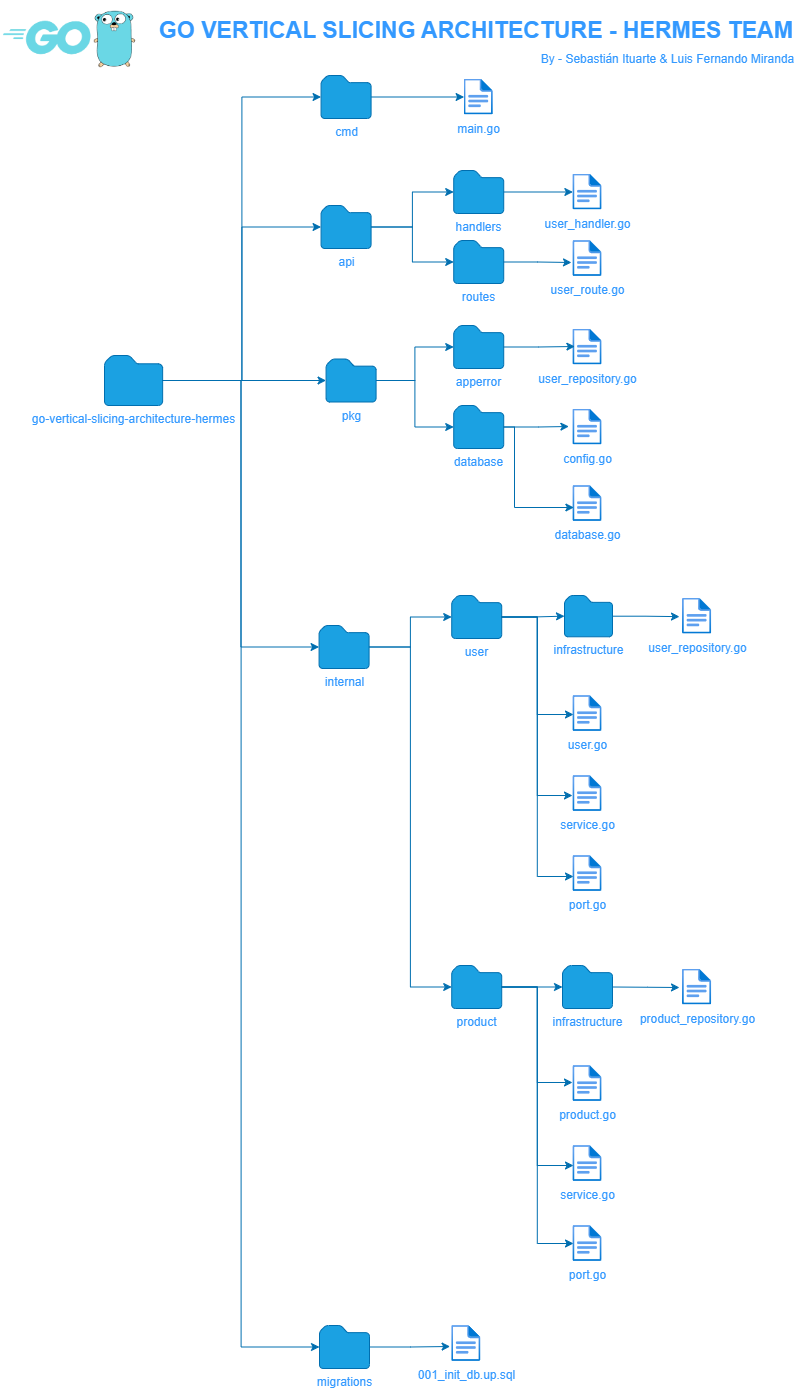 GO
GO VERTICAL SLICING ARCHITECTURE - HERMES TEAM
By - Sebastián Ituarte & Luis Fernando Miranda
cmd
main.go
handlers
user_handler.go
api
routes
user_route.go
apperror
user_repository.go
go-vertical-slicing-architecture-hermes
pkg
database
config.go
database.go
user
infrastructure
user_repository.go
internal
user.go
service.go
port.go
product
infrastructure
product_repository.go
product.go
service.go
port.go
migrations
001_init_db.up.sql